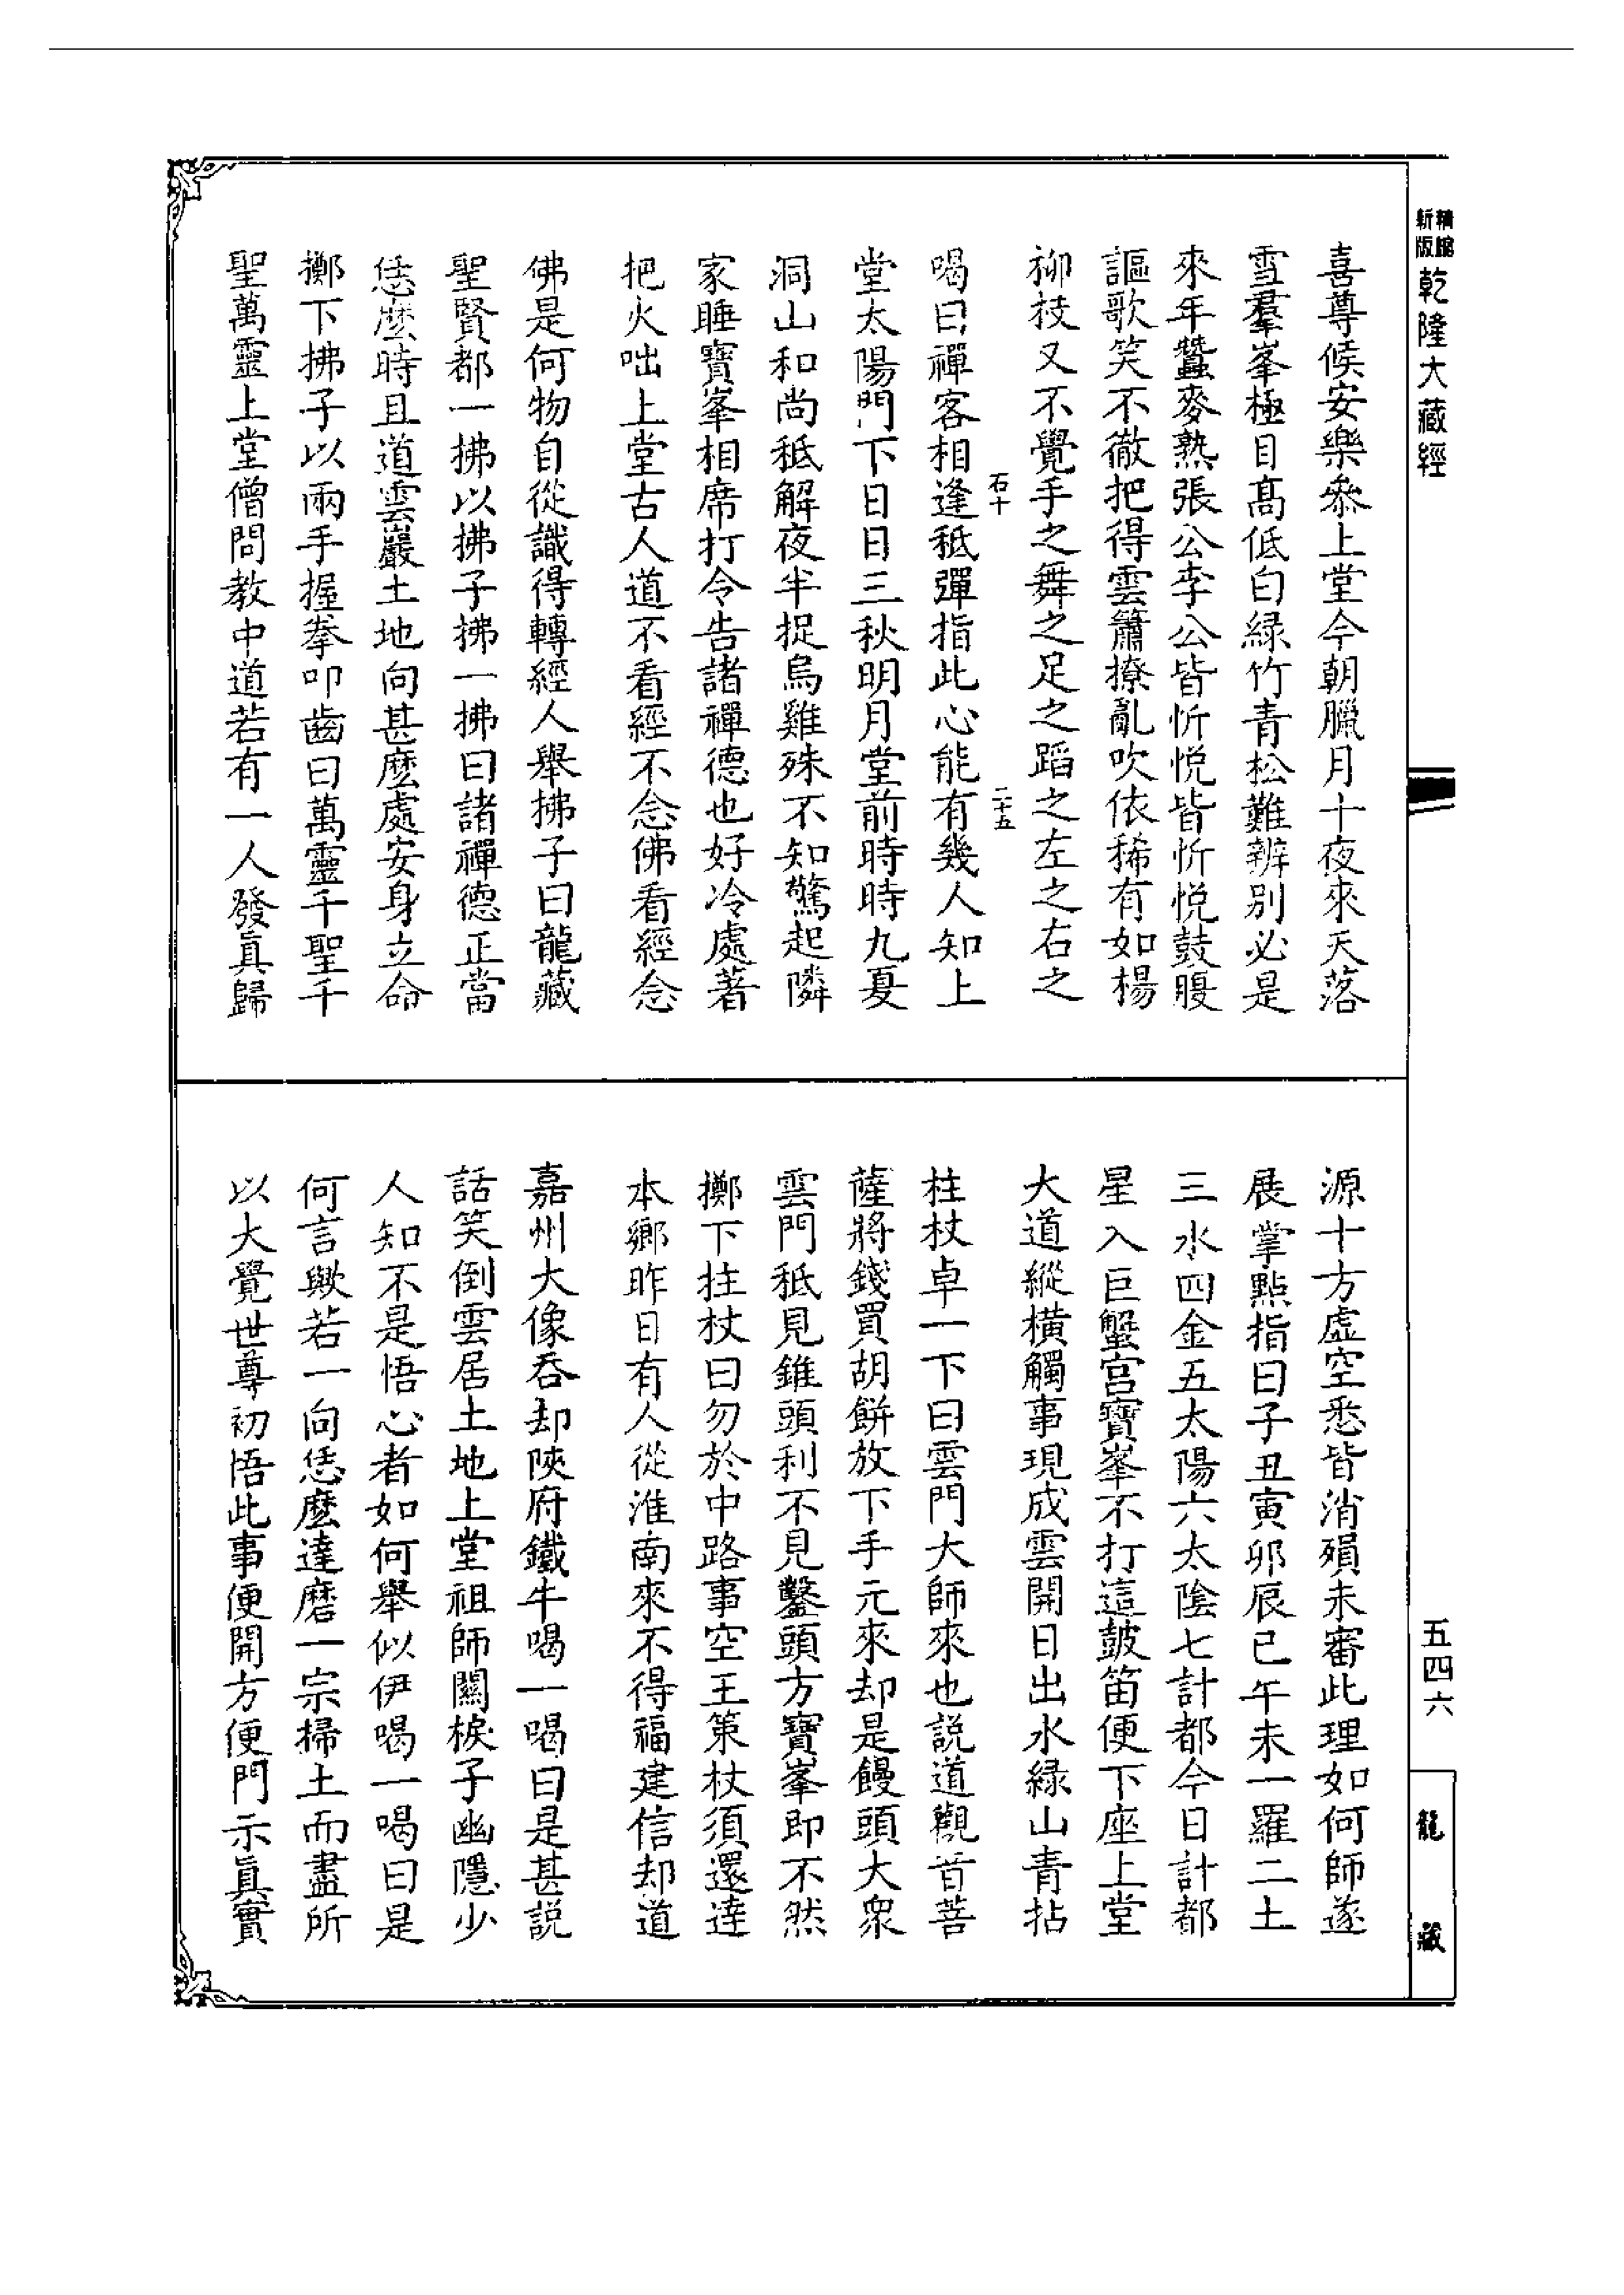 新版精縮乾隆大藏經
喜尊候安樂叅上堂今朝臘月十夜來天落
雪羣峯極目髙低白緑竹青松難辨别必是
來年蠶麥熟張公李公皆忻悦皆忻悦鼓腹
謳歌笑不徹把得雲簫撩亂吹依稀有如楊
柳枝又不覺手之舞之足之蹈之左之右之
喝曰禪客相逢秪彈指此心能有幾人知上
石十
二十五
堂太陽門下日日三秋明月堂前時時九夏
洞山和尚秪解夜半捉烏雞殊不知驚起隣
家睡寶峯相席打令告諸禪德也好冷處著
把火咄上堂古人道不看經不念佛看經念
佛是何物自從識得轉經人舉拂子曰龍藏
聖賢都一拂以拂子拂一拂曰諸禪德正當
恁麽時且道雲巖土地向甚麽處安身立命
擲下拂子以兩手握拳叩齒曰萬靈千聖千
聖萬靈上堂僧問教中道若有一人發真歸
源十方虚空悉皆消殞未審此理如何師遂
展掌點指曰子丑寅卯辰巳午未一羅二土
三水四金五太陽六太陰七計都今日計都
星入巨蟹宫寶峯不打這皷笛便下座上堂
大道縱橫觸事現成雲開日出水緑山青拈
柱杖卓一下曰雲門大師來也説道觀音菩
薩將錢買胡餅放下手元來却是饅頭大衆
雲門秪見錐頭利不見鑿頭方寶峯即不然
擲下拄杖曰勿於中路事空王策杖須還達
本鄉昨日有人從淮南來不得福建信却道
嘉州大像吞却陝府鐵牛喝一喝曰是甚説
話笑倒雲居土地上堂祖師關棙子幽隱少
人知不是悟心者如何舉似伊喝一喝曰是
何言歟若一向恁麽達磨一宗掃土而盡所
以大覺世尊初悟此事便開方便門示真實
五四六
龍藏